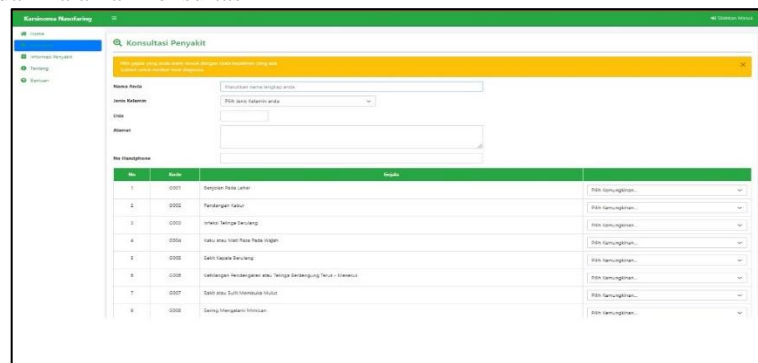 Karsinoma Nasofaring
Silahkan Masuk
Home
Informasi Penyakit
Tentang
Bantuan
Konsultasi Penyakit
Nama Anda
Masukkan nama lengkap anda
Jenis Kelamin
Pilih Jenis Kelamin anda
Usia
Alamat
No Handphone
No Kode Gejala
1 G001 Benjolan Pada Leher Pilih Kemungkinan...
2 G002 Pandangan Kabur Pilih Kemungkinan...
3 G003 Infeksi Telinga Berulang Pilih Kemungkinan...
4 G004 Kaku atau Mati Rasa Pada Wajah Pilih Kemungkinan...
5 G005 Sakit Kepala Berulang Pilih Kemungkinan...
6 G006 Kehilangan Pendengaran atau Telinga Berdengung Terus - Menerus Pilih Kemungkinan...
7 G007 Sakit atau Sulit Membuka Mulut Pilih Kemungkinan...
8 G008 Sering Mengalami Mimisan Pilih Kemungkinan...